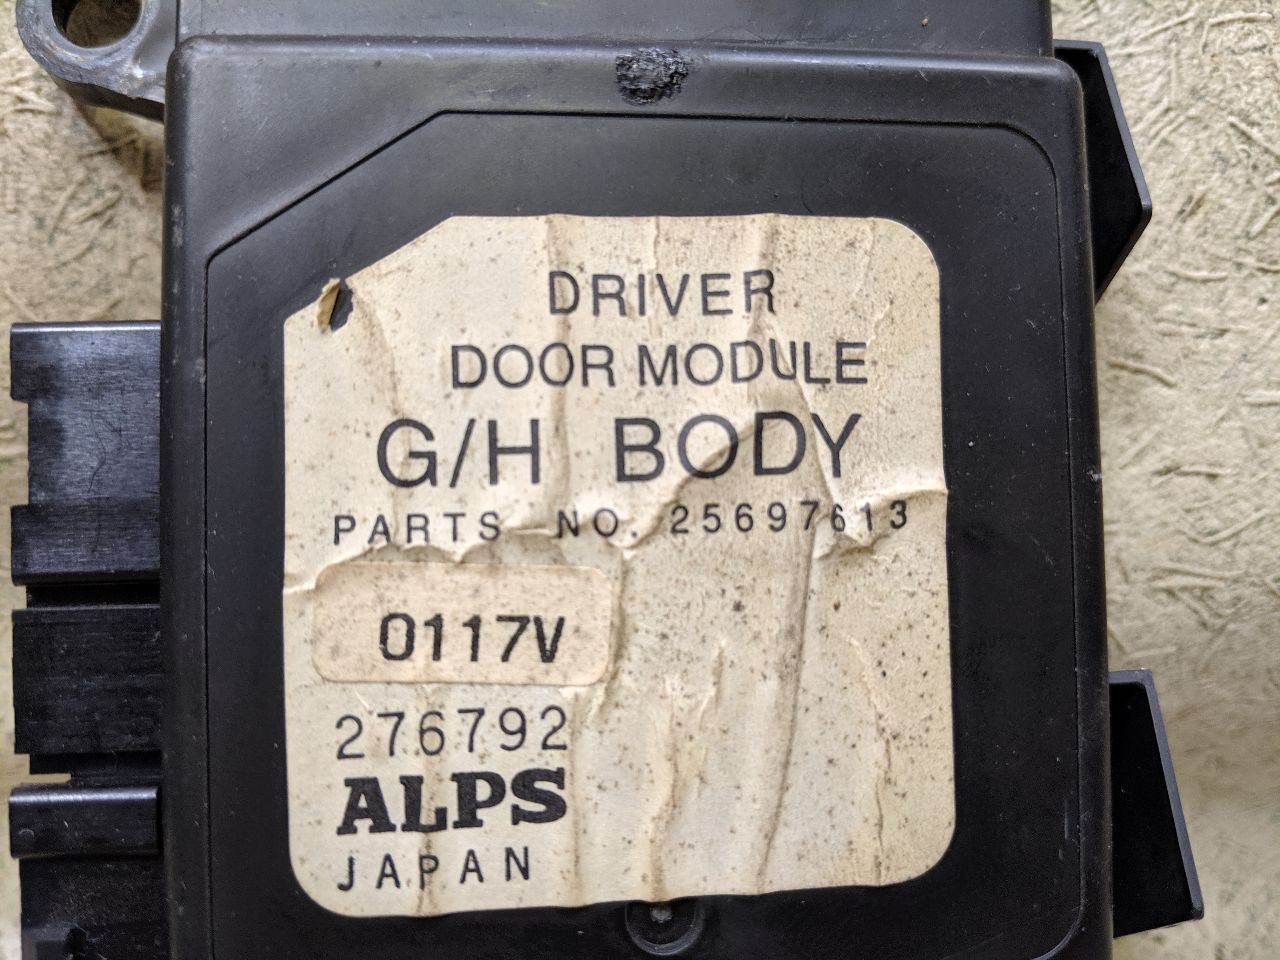 DRIVER
DOOR MODULE
G/H BODY
PARTS NO. 25697613
0117V
276792
ALPS
JAPAN